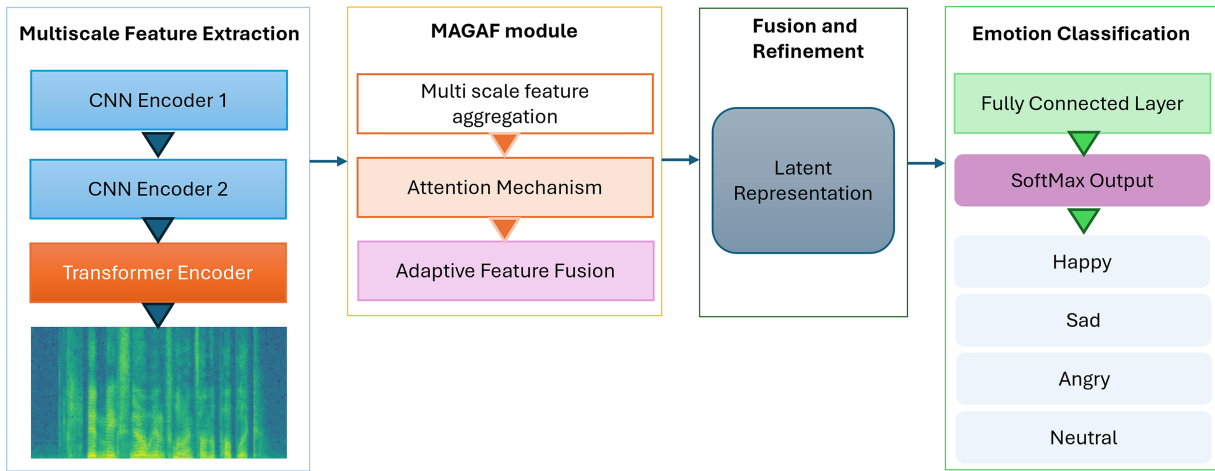 Multiscale Feature Extraction
CNN Encoder 1
CNN Encoder 2
Transformer Encoder
MAGAF module
Multi scale feature
aggregation
Attention Mechanism
Adaptive Feature Fusion
Fusion and
Refinement
Latent
Representation
Emotion Classification
Fully Connected Layer
SoftMax Output
Happy
Sad
Angry
Neutral